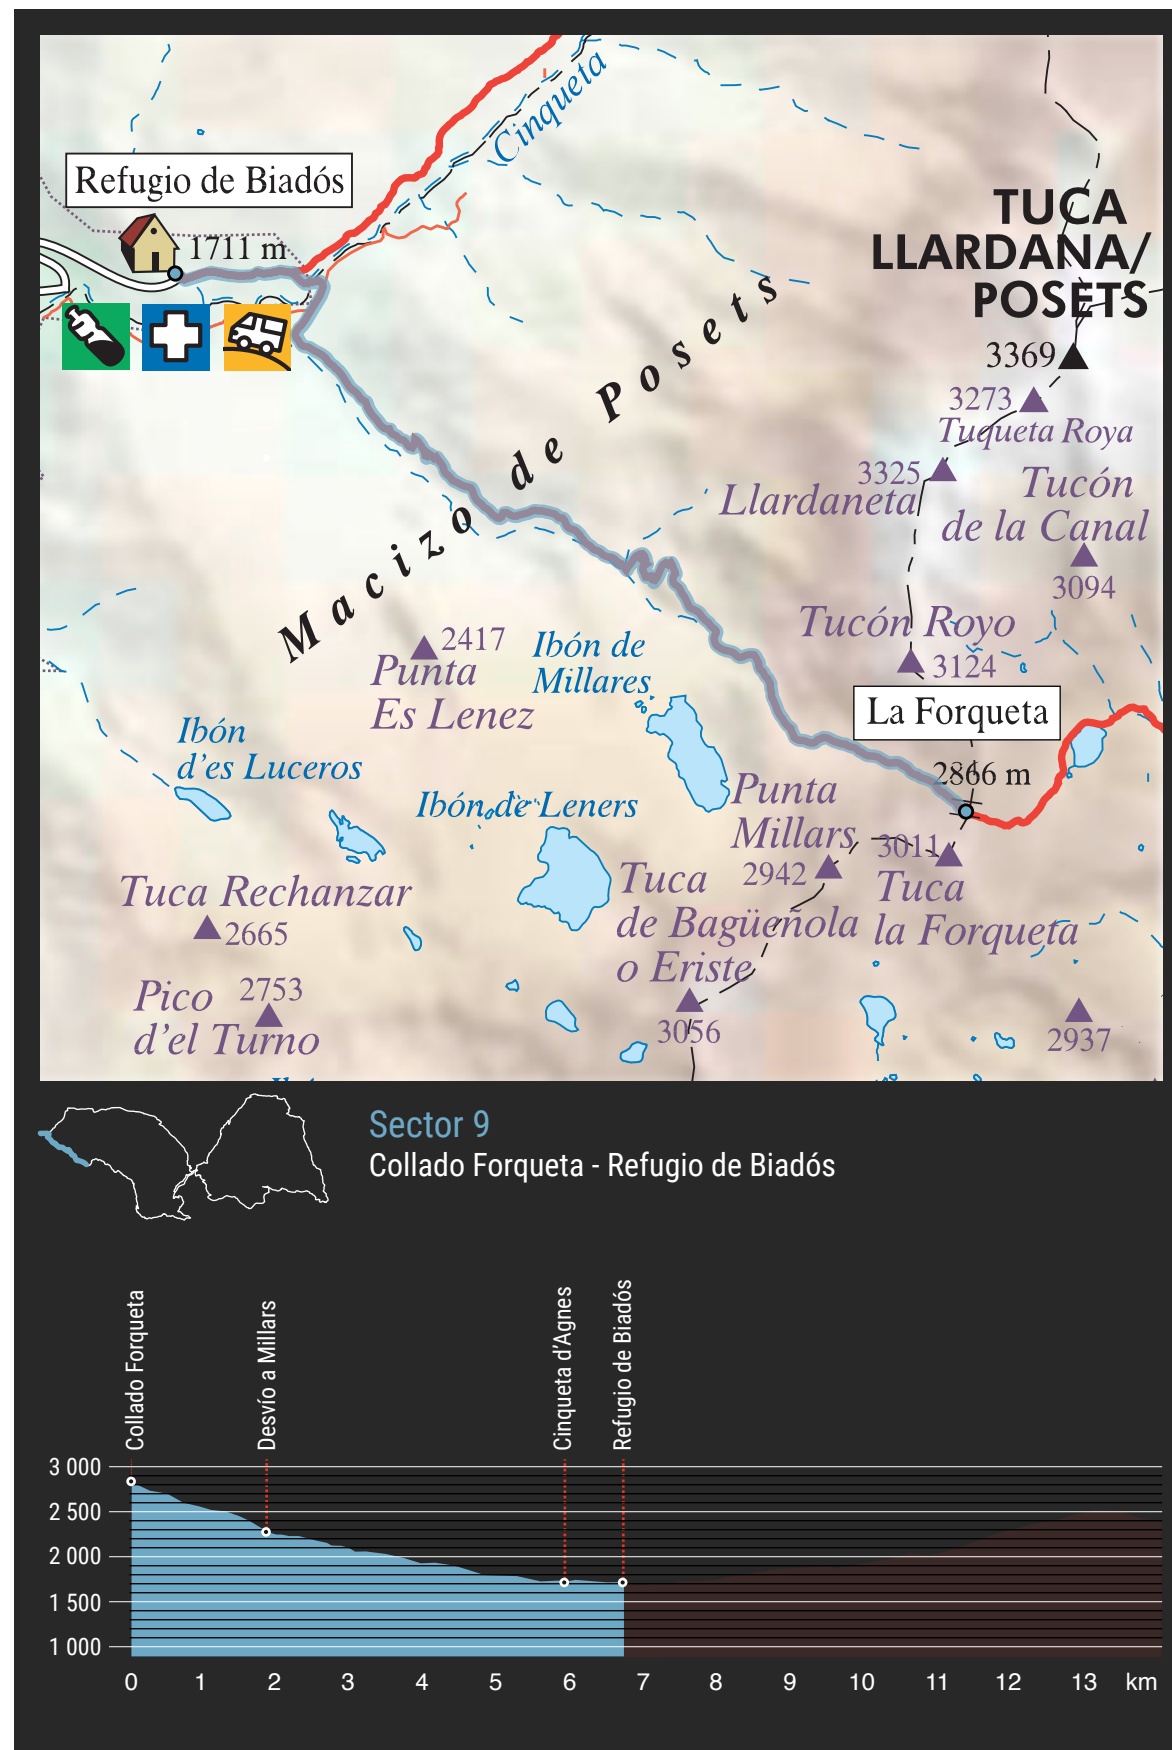 Cinqueta
Refugio de Biadós
1711 m
TUCA
LLARDANA/
POSETS
3369
3273
Tuqueta Roya
3325
Llardaneta
Tucón
de la Canal
3094
Macizo de Posets
Tucón Royo
3124
2417
Punta
Es Lenez
Ibón de
Millares
La Forqueta
2866 m
Ibón
d'es Luceros
Ibón de Leners
Punta
Millars
2942
3011
Tuca
la Forqueta
Tuca
de Bagüeñola
o Eriste
3056
Tuca Rechanzar
2665
Pico
d'el Turno
2753
2937
Sector 9
Collado Forqueta - Refugio de Biadós
Collado Forqueta
Desvío a Millars
Cinqueta d'Agnes
Refugio de Biadós
3 000
2 500
2 000
1 500
1 000
0 1 2 3 4 5 6 7 8 9 10 11 12 13 km